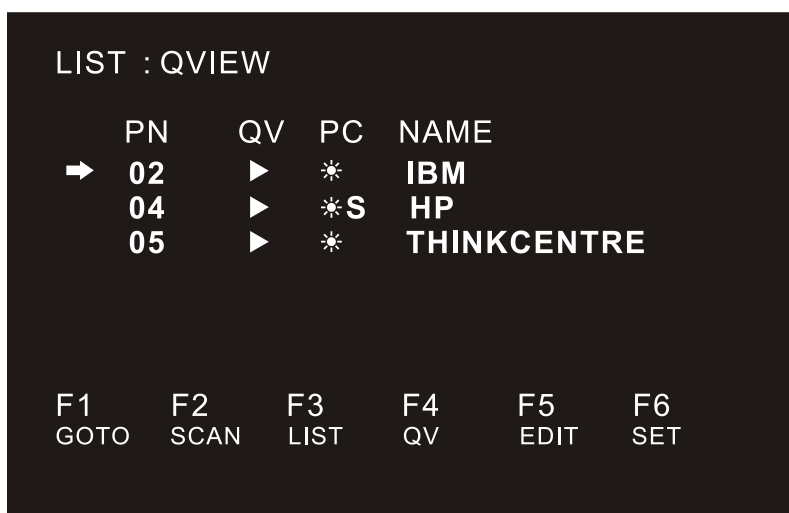 LIST : QVIEW
PN QV PC NAME
➡ 02 ▶ ☀ IBM
04 ▶ ☀S HP
05 ▶ ☀ THINKCENTRE
F1 F2 F3 F4 F5 F6
GOTO SCAN LIST QV EDIT SET